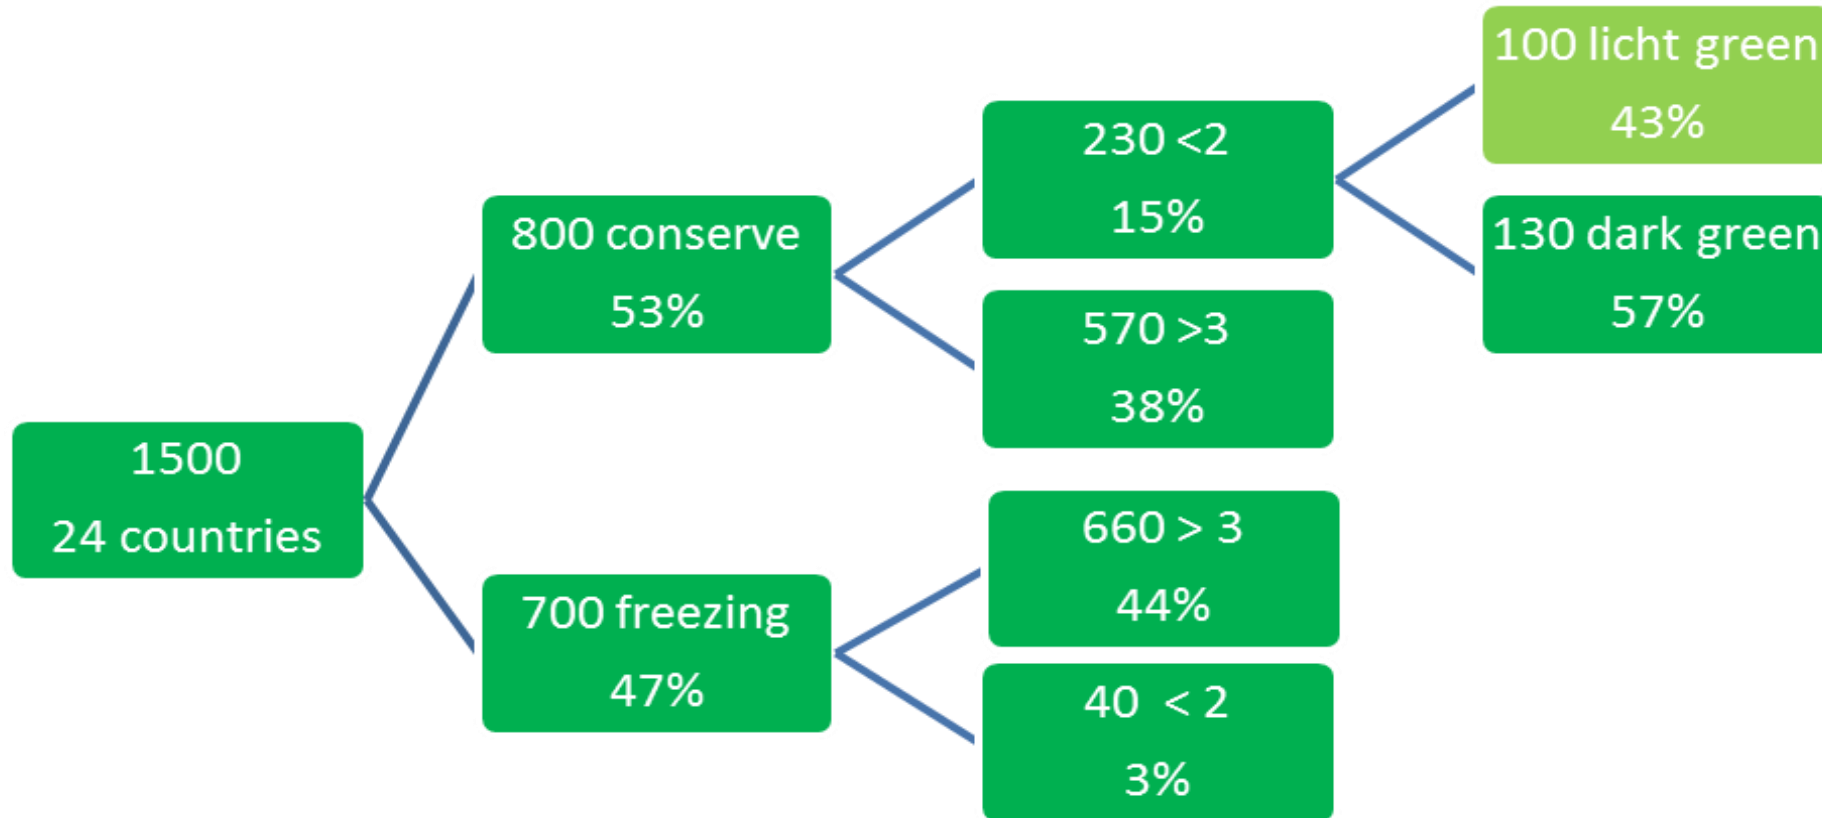 1500
24 countries
800 conserve
53%
700 freezing
47%
230 <2
15%
570 >3
38%
660 > 3
44%
40 < 2
3%
100 licht green
43%
130 dark green
57%